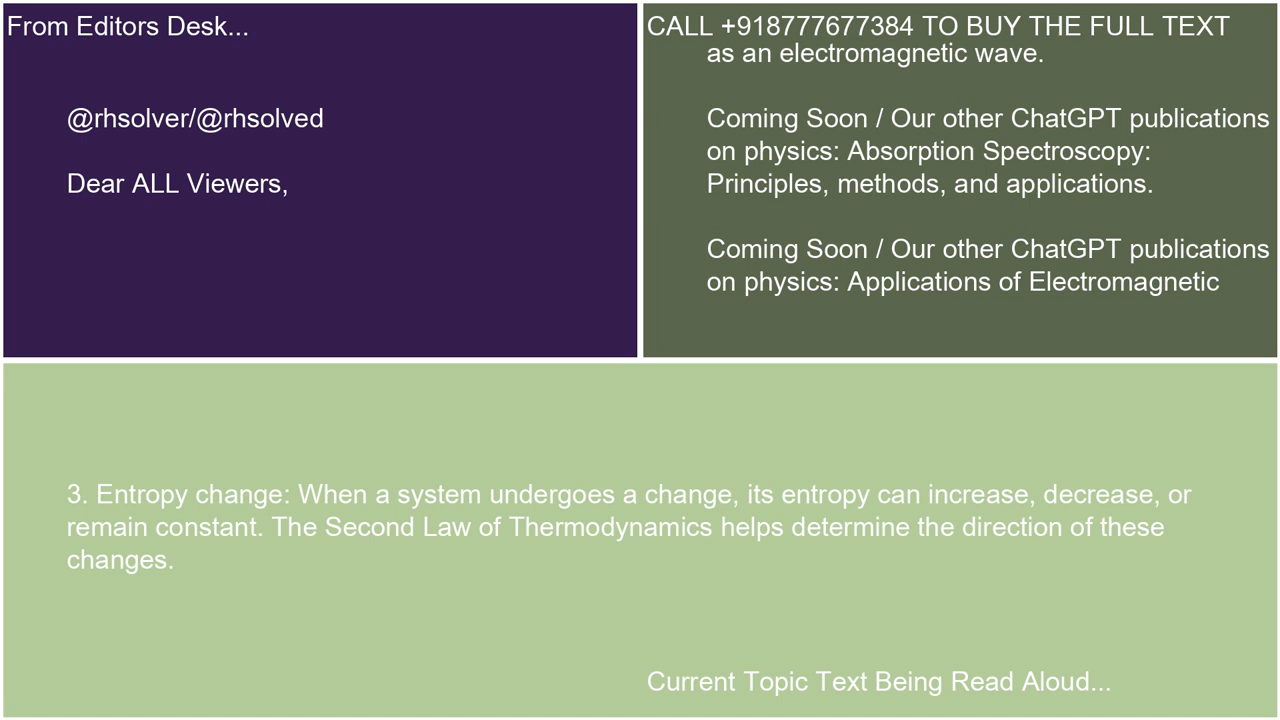 From Editors Desk...
@rhsolver/@rhsolved
Dear ALL Viewers,
CALL +918777677384 TO BUY THE FULL TEXT
as an electromagnetic wave.
Coming Soon / Our other ChatGPT publications
on physics: Absorption Spectroscopy:
Principles, methods, and applications.
Coming Soon / Our other ChatGPT publications
on physics: Applications of Electromagnetic
3. Entropy change: When a system undergoes a change, its entropy can increase, decrease, or
remain constant. The Second Law of Thermodynamics helps determine the direction of these
changes.
Current Topic Text Being Read Aloud...